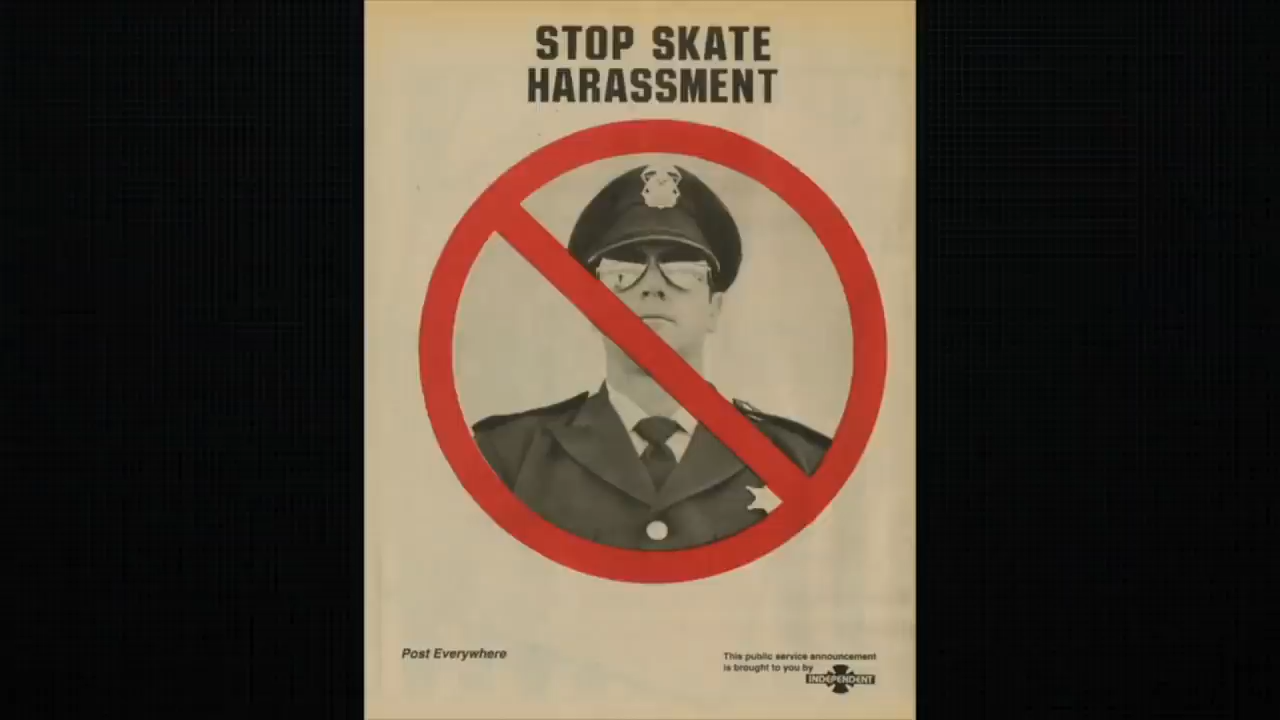 STOP SKATE
HARASSMENT
Post Everywhere
This public service announcement
is brought to you by
INDEPENDENT